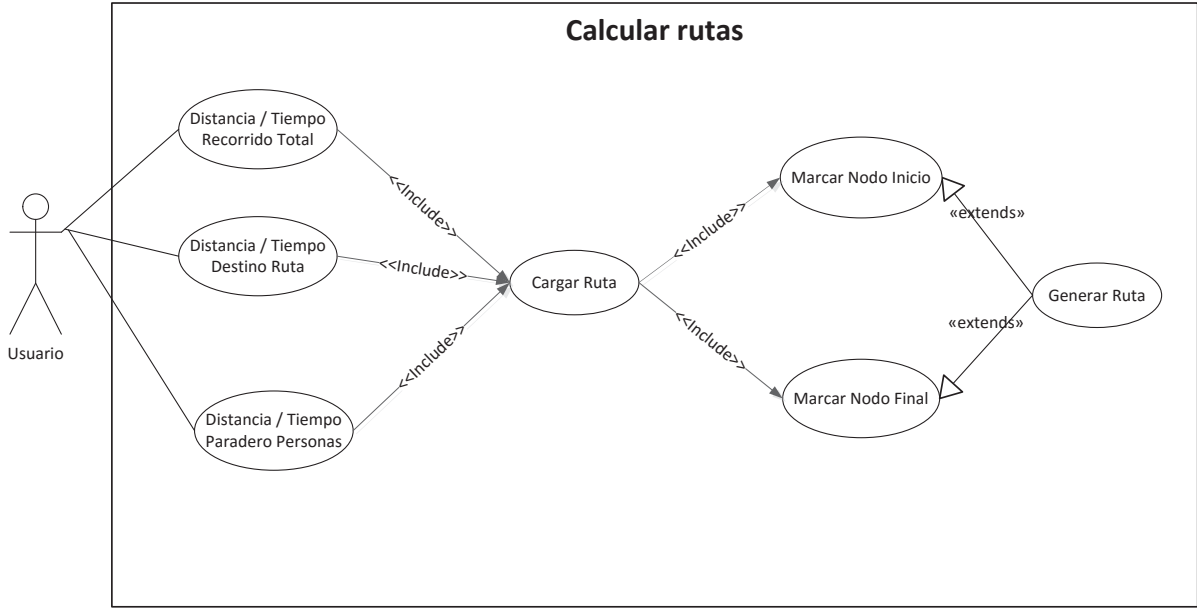 Calcular rutas
Distancia / Tiempo
Recorrido Total
<<Include>>
Marcar Nodo Inicio
«extends»
<<Include>>
Distancia / Tiempo
Destino Ruta
<<Include>>
Cargar Ruta
Generar Ruta
Usuario
<<Include>>
<<Include>>
«extends»
Marcar Nodo Final
Distancia / Tiempo
Paradero Personas